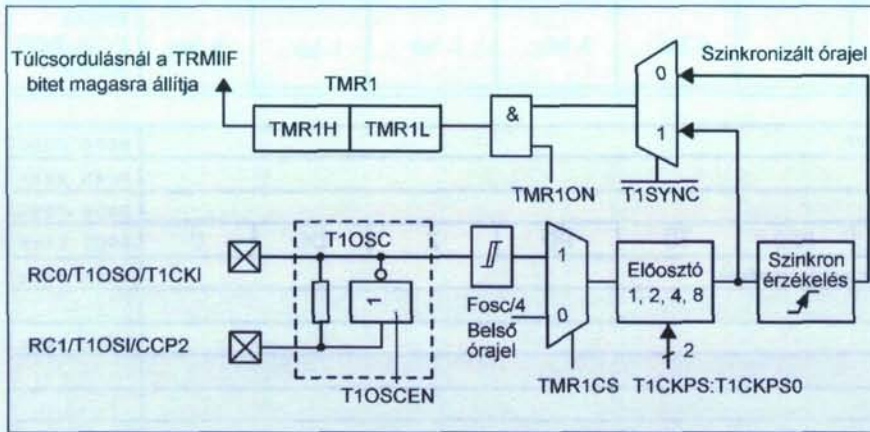 Túlcsordulásnál a TRMIIF
bitet magasra állítja
TMR1
TMR1H
TMR1L
&
TMR1ON
0
1
T1SYNC
Szinkronizált órajel
RC0/T1OSO/T1CKI
RC1/T1OSI/CCP2
T1OSC
1
T1OSCEN
Fosc/4
Belső
órajel
1
0
TMR1CS
Előosztó
1, 2, 4, 8
2
T1CKPS:T1CKPS0
Szinkron
érzékelés